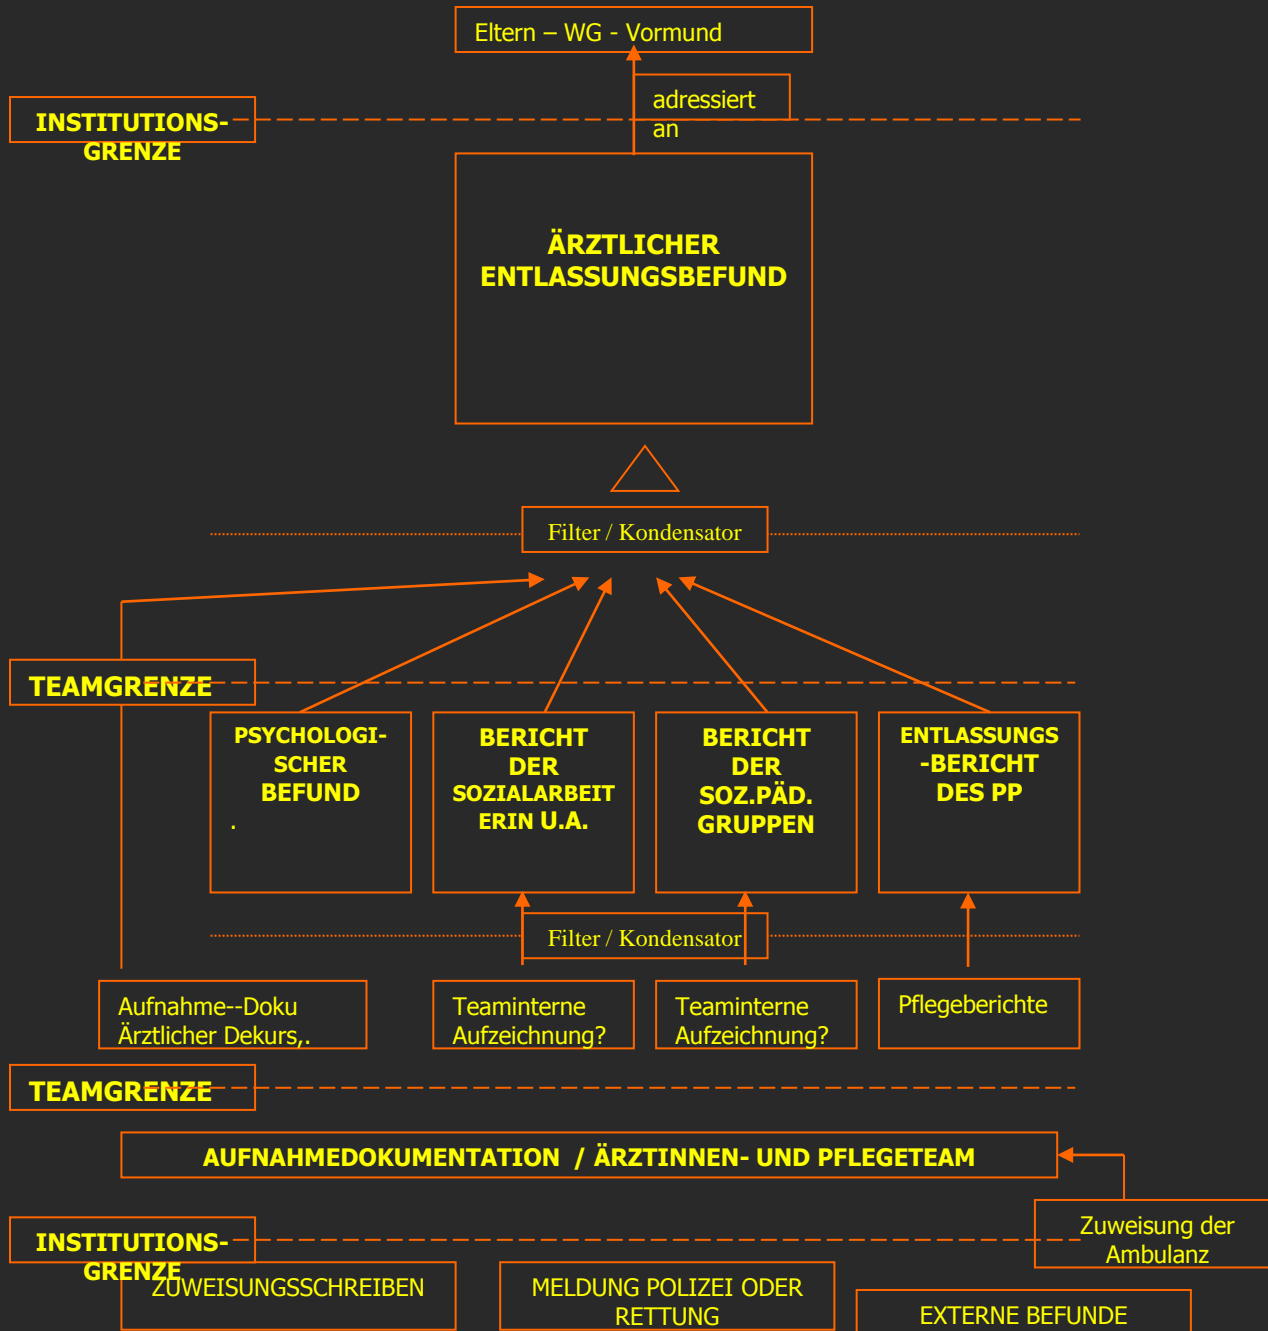 Eltern – WG - Vormund
adressiert
an
INSTITUTIONS-
GRENZE
ÄRZTLICHER
ENTLASSUNGSBEFUND
Filter / Kondensator
TEAMGRENZE
PSYCHOLOGI-
SCHER
BEFUND
.
BERICHT
DER
SOZIALARBEIT
ERIN U.A.
BERICHT
DER
SOZ.PÄD.
GRUPPEN
ENTLASSUNGS
-BERICHT
DES PP
Filter / Kondensator
Aufnahme--Doku
Ärztlicher Dekurs,.
Teaminterne
Aufzeichnung?
Teaminterne
Aufzeichnung?
Pflegeberichte
TEAMGRENZE
AUFNAHMEDOKUMENTATION / ÄRZTINNEN- UND PFLEGETEAM
Zuweisung der
Ambulanz
INSTITUTIONS-
GRENZE
ZUWEISUNGSSCHREIBEN
MELDUNG POLIZEI ODER
RETTUNG
EXTERNE BEFUNDE